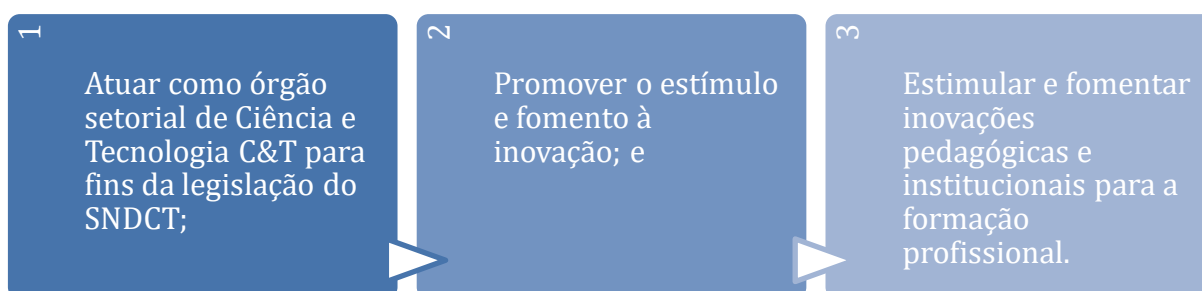 1
Atuar como órgão
setorial de Ciência e
Tecnologia C&T para
fins da legislação do
SNDCT;
2
Promover o estímulo
e fomento à
inovação; e
3
Estimular e fomentar
inovações
pedagógicas e
institucionais para a
formação
profissional.